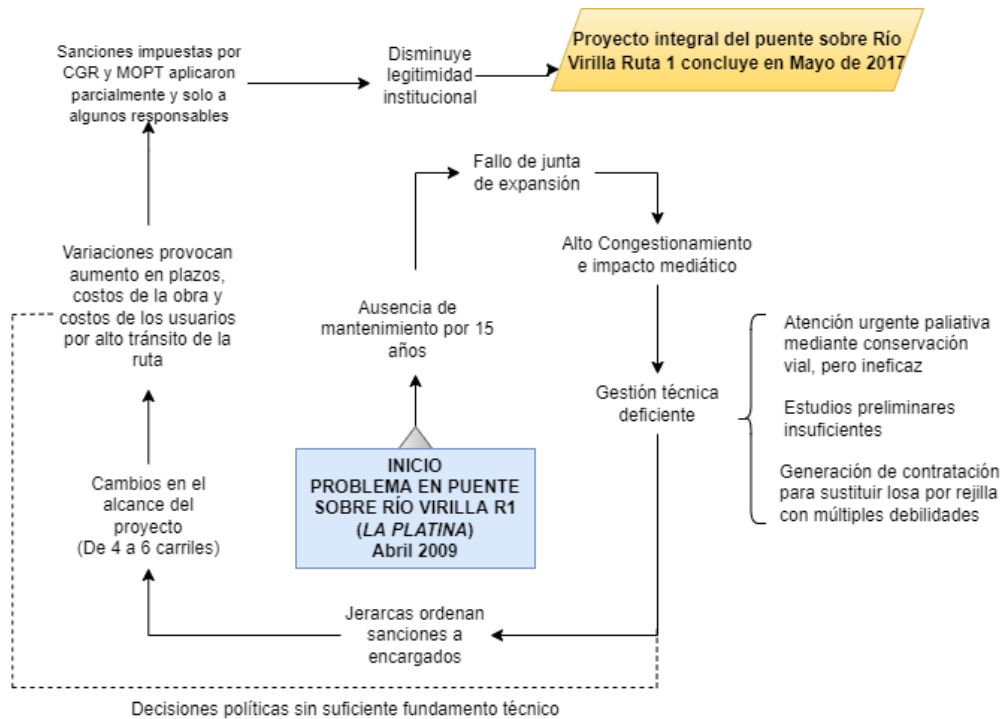 Sanciones impuestas por
CGR y MOPT aplicaron
parcialmente y solo a
algunos responsables
Disminuye
legitimidad
institucional
Proyecto integral del puente sobre Río
Virilla Ruta 1 concluye en Mayo de 2017
Fallo de junta
de expansión
Alto Congestionamiento
e impacto mediático
Variaciones provocan
aumento en plazos,
costos de la obra y
costos de los usuarios
por alto tránsito de la
ruta
Ausencia de
mantenimiento por 15
años
Gestión técnica
deficiente
Atención urgente paliativa
mediante conservación
vial, pero ineficaz
Estudios preliminares
insuficientes
Generación de contratación
para sustituir losa por rejilla
con múltiples debilidades
INICIO
PROBLEMA EN PUENTE
SOBRE RÍO VIRILLA R1
(LA PLATINA)
Abril 2009
Cambios en el
alcance del
proyecto
(De 4 a 6 carriles)
Jerarcas ordenan
sanciones a
encargados
Decisiones políticas sin suficiente fundamento técnico